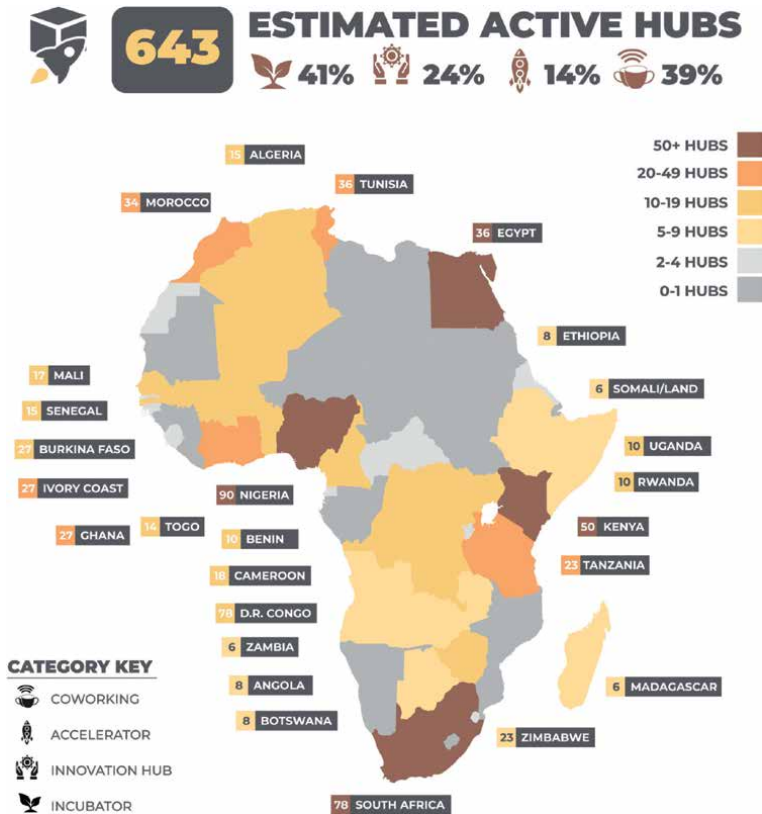 643 ESTIMATED ACTIVE HUBS
41% 24% 14% 39%
50+ HUBS
20-49 HUBS
10-19 HUBS
5-9 HUBS
2-4 HUBS
0-1 HUBS
15 ALGERIA
36 TUNISIA
34 MOROCCO
36 EGYPT
8 ETHIOPIA
17 MALI
6 SOMALI/LAND
15 SENEGAL
10 UGANDA
27 BURKINA FASO
10 RWANDA
27 IVORY COAST
90 NIGERIA
14 TOGO
27 GHANA
50 KENYA
10 BENIN
23 TANZANIA
CAMEROON
78 D.R. CONGO
6 ZAMBIA
8 ANGOLA
6 MADAGASCAR
8 BOTSWANA
23 ZIMBABWE
78 SOUTH AFRICA
CATEGORY KEY
COWORKING
ACCELERATOR
INNOVATION HUB
INCUBATOR